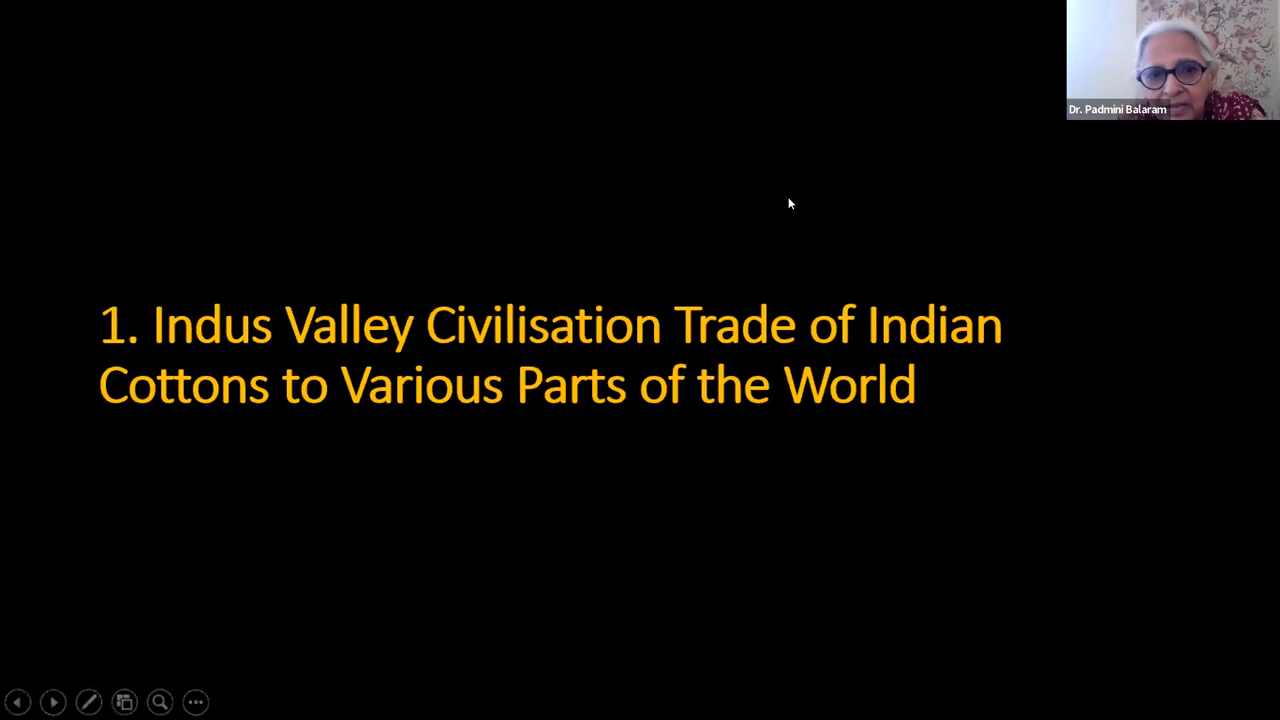 Dr. Padmini Balaram
1. Indus Valley Civilisation Trade of Indian
Cottons to Various Parts of the World